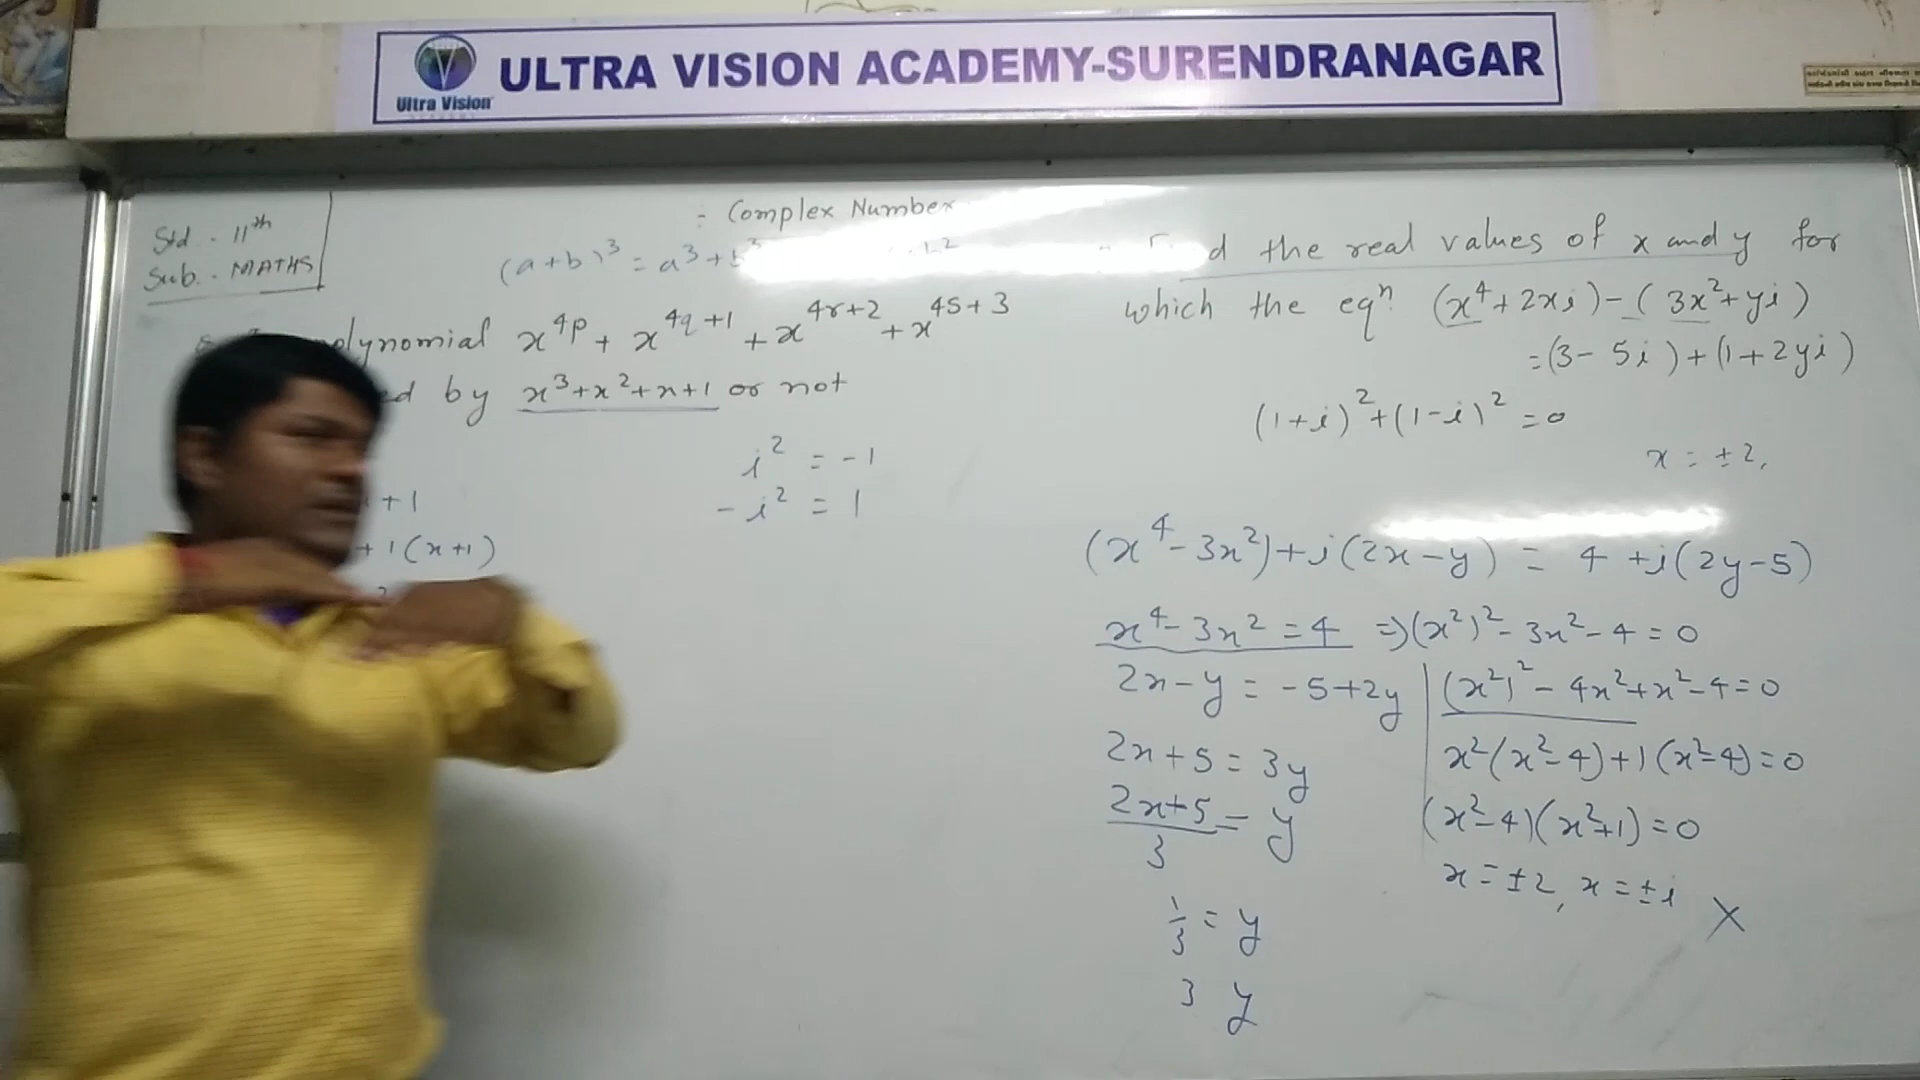 ULTRA VISION ACADEMY-SURENDRANAGAR
Ultra Vision
Std - 11th
Sub. - MATHS
: Complex Number
(a+b)³ = a³+b³
polynomial x^4p + x^4q+1 + x^4r+2 + x^4s+3
by x³+x²+x+1 or not
i² = -1
-i² = 1
+1
+1(x+1)
the real values of x and y for
which the eqⁿ. (x⁴+2xi)-(3x²+yi)
=(3-5i)+(1+2yi)
(1+i)²+(1-i)²=0
x = ±2,
(x⁴-3x²)+i(2x-y) = 4+i(2y-5)
x⁴-3x²=4 ⇒(x²)²-3x²-4=0
2x-y = -5+2y
(x²)²-4x²+x²-4=0
2x+5=3y
x²(x²-4)+1(x²-4)=0
2x+5/3 = y
(x²-4)(x²+1)=0
x=±2, x=±i X
1/3 = y
3 y